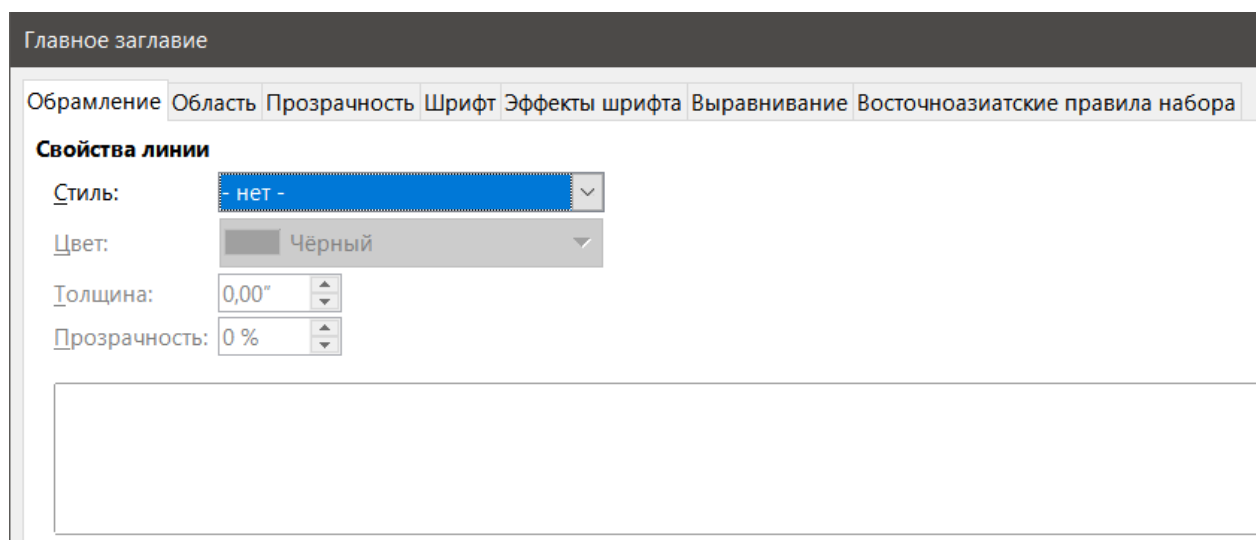 Главное заглавие
Обрамление Область Прозрачность Шрифт Эффекты шрифта Выравнивание Восточноазиатские правила набора
Свойства линии
Стиль: - нет -
Цвет: Чёрный
Толщина: 0,00″
Прозрачность: 0 %